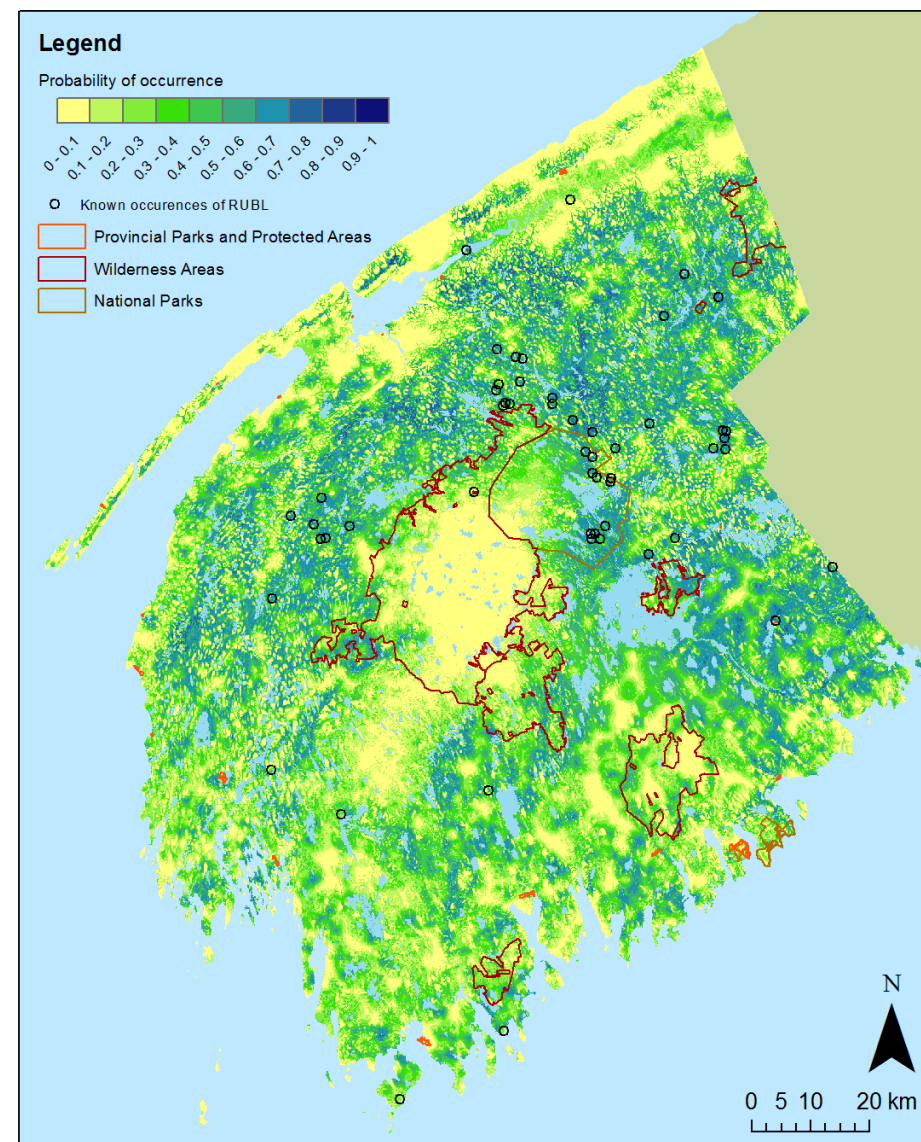 Legend
Probability of occurrence
0 - 0.1
0.1 - 0.2
0.2 - 0.3
0.3 - 0.4
0.4 - 0.5
0.5 - 0.6
0.6 - 0.7
0.7 - 0.8
0.8 - 0.9
0.9 - 1
Known occurences of RUBL
Provincial Parks and Protected Areas
Wilderness Areas
National Parks
N
0 5 10 20 km